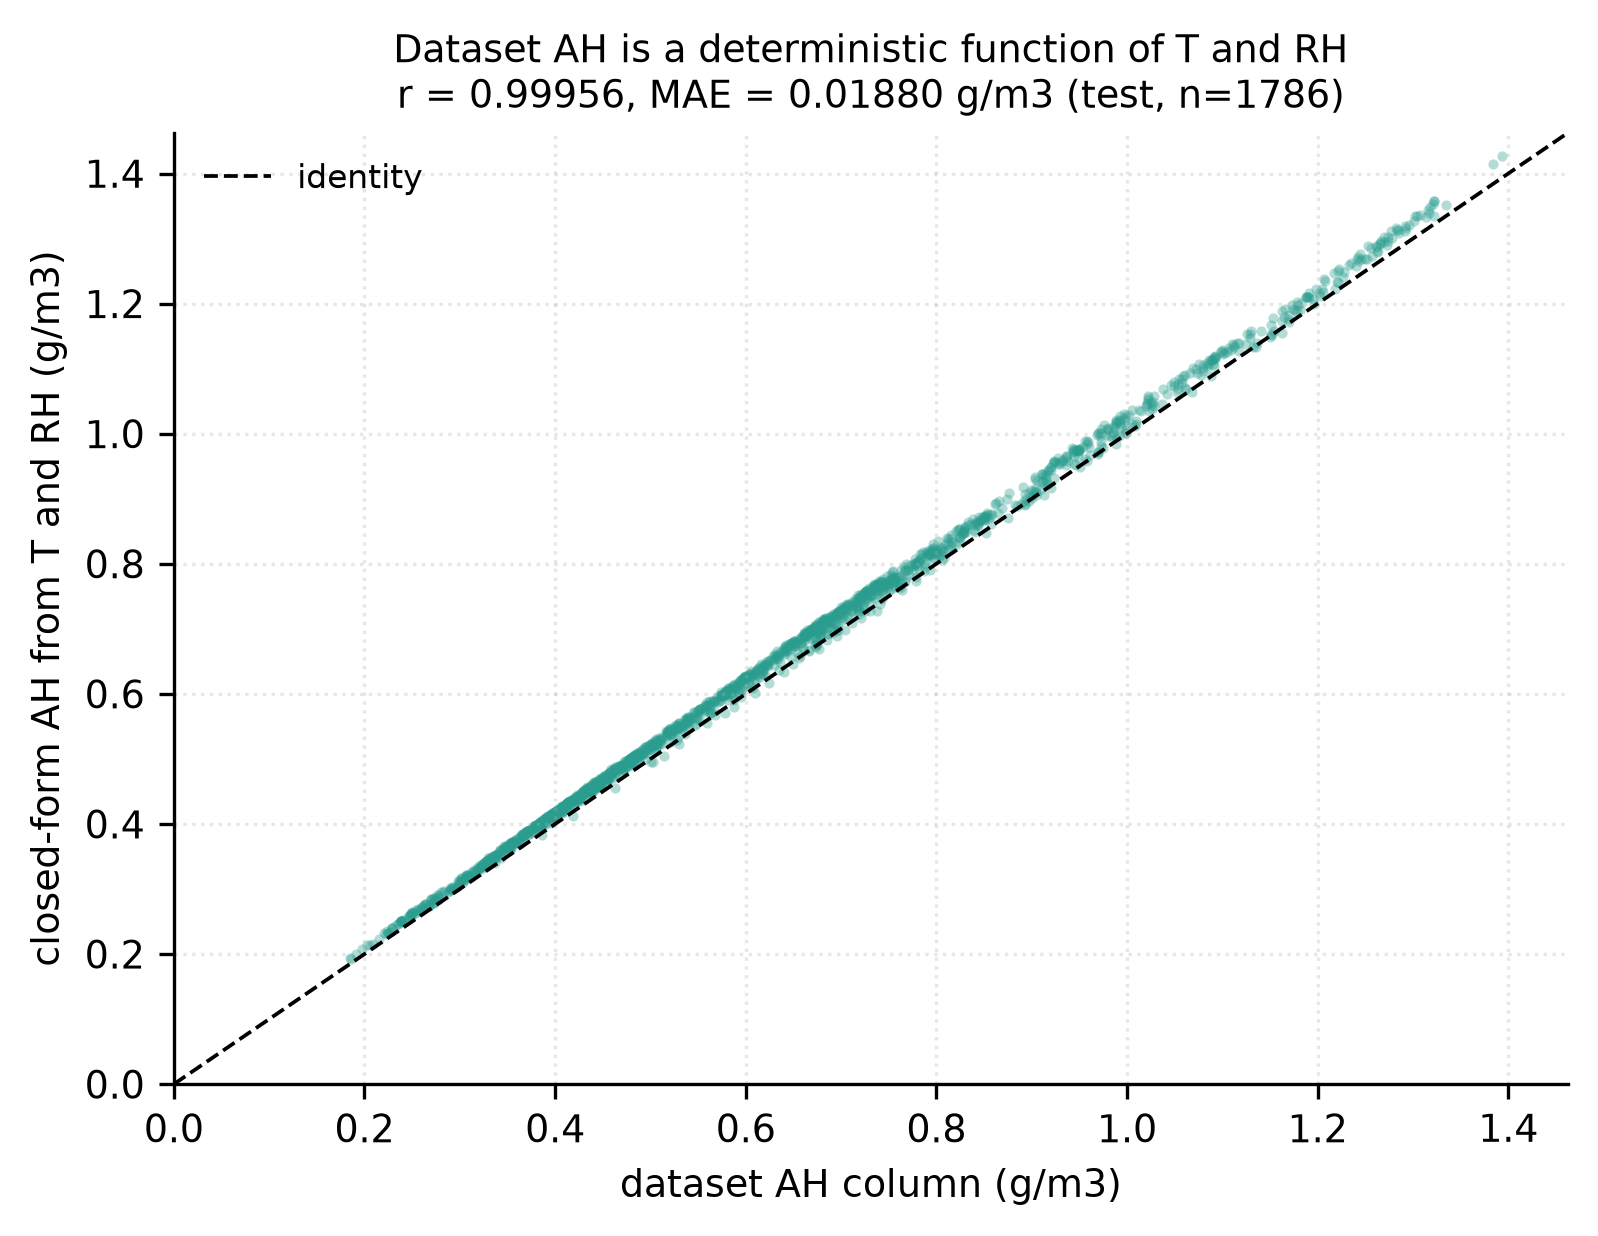 Dataset AH is a deterministic function of T and RH
r = 0.99956, MAE = 0.01880 g/m3 (test, n=1786)
identity
closed-form AH from T and RH (g/m3)
1.4
1.2
1.0
0.8
0.6
0.4
0.2
0.0
0.0 0.2 0.4 0.6 0.8 1.0 1.2 1.4
dataset AH column (g/m3)